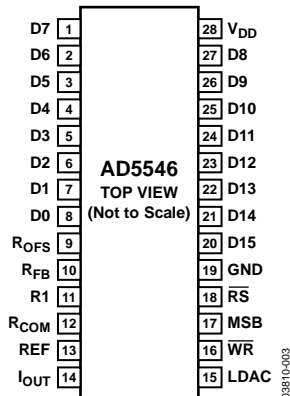 D7 1 28 VDD
D6 2 27 D8
D5 3 26 D9
D4 4 25 D10
D3 5 24 D11
D2 6 23 D12
D1 7 AD5546 22 D13
D0 8 TOP VIEW 21 D14
ROFS 9 (Not to Scale) 20 D15
RFB 10 19 GND
R1 11 18 R̅S̅
RCOM 12 17 MSB
REF 13 16 W̅R̅
IOUT 14 15 LDAC
03810-003